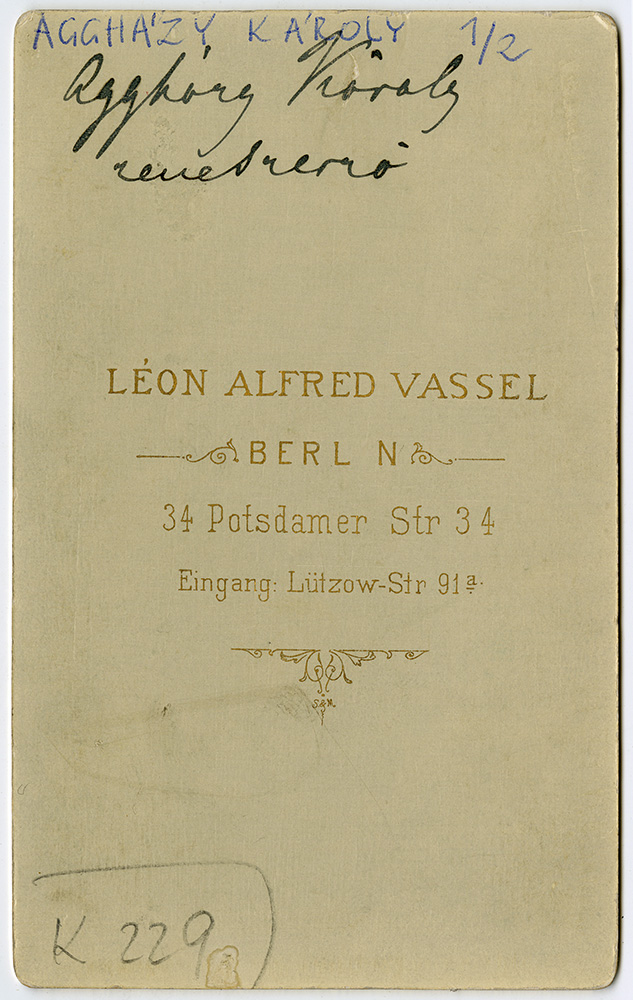 AGGHÁZY KÁROLY 1/2
Aggházy Károly
zeneszerző
LÉON ALFRED VASSEL
BERL N
34 Potsdamer Str 34
Eingang: Lützow-Str 91a.
S&N.
K 229